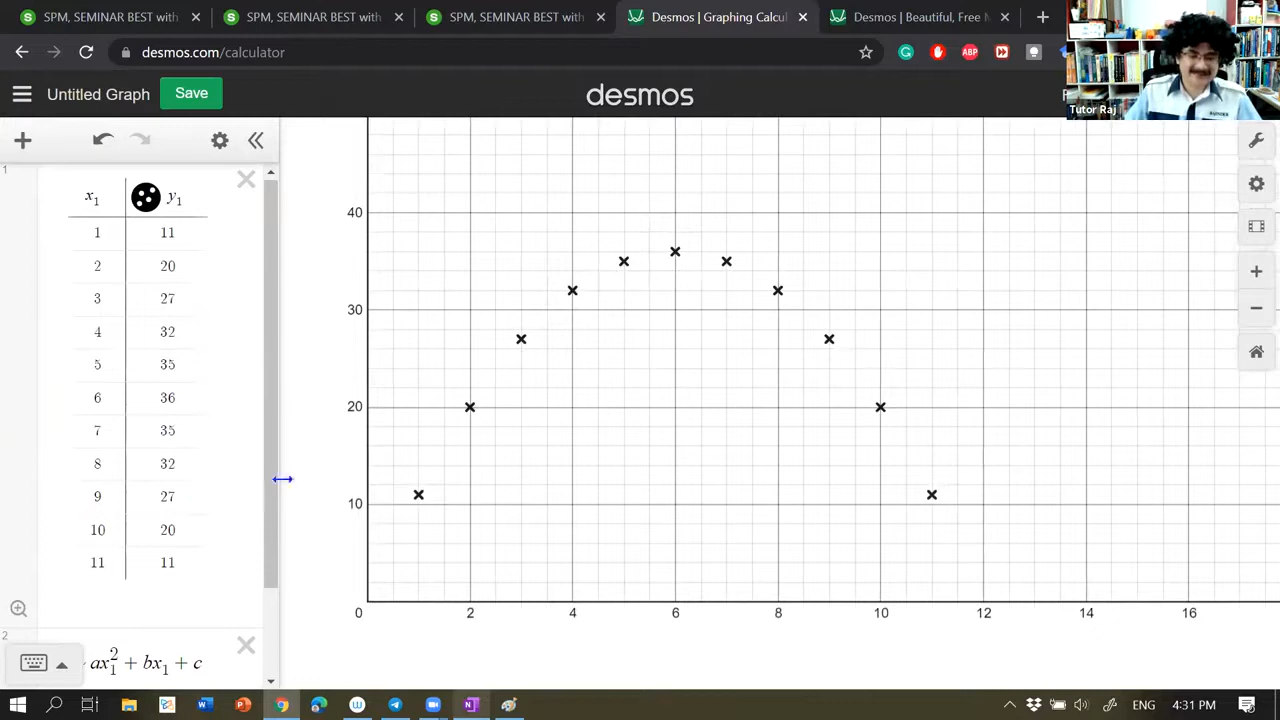 SPM, SEMINAR BEST with
SPM, SEMINAR BEST with
SPM, SEMINAR BEST with
Desmos | Graphing Calcul
Desmos | Beautiful, Free
desmos.com/calculator
ABP
Untitled Graph
Save
desmos
Tutor Raj
1
x₁ y₁
1 11
2 20
3 27
4 32
5 35
6 36
7 35
8 32
9 27
10 20
11 11
2
ax₁² + bx₁ + c
40
30
20
10
0 2 4 6 8 10 12 14 16
ENG
4:31 PM